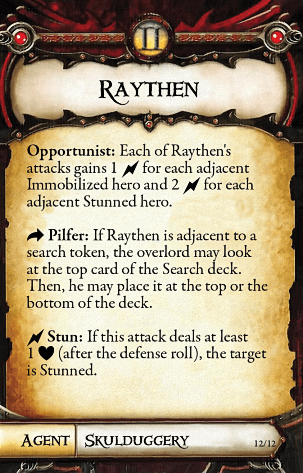 II
RAYTHEN
Opportunist: Each of Raythen's
attacks gains 1 for each adjacent
Immobilized hero and 2 for each
adjacent Stunned hero.
Pilfer: If Raythen is adjacent to a
search token, the overlord may look
at the top card of the Search deck.
Then, he may place it at the top or the
bottom of the deck.
Stun: If this attack deals at least
1 (after the defense roll), the target
is Stunned.
AGENT SKULDUGGERY 12/12